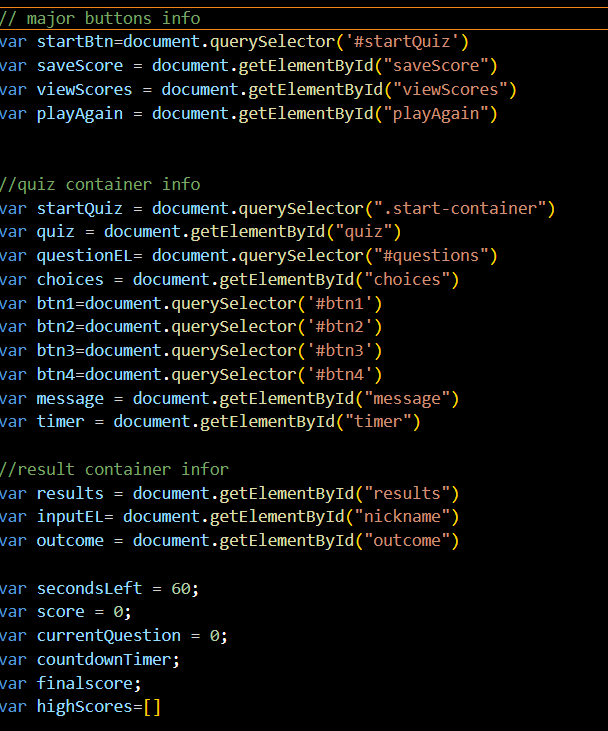 // major buttons info
var startBtn=document.querySelector('#startQuiz')
var saveScore = document.getElementById("saveScore")
var viewScores = document.getElementById("viewScores")
var playAgain = document.getElementById("playAgain")
//quiz container info
var startQuiz = document.querySelector(".start-container")
var quiz = document.getElementById("quiz")
var questionEL= document.querySelector("#questions")
var choices = document.getElementById("choices")
var btn1=document.querySelector('#btn1')
var btn2=document.querySelector('#btn2')
var btn3=document.querySelector('#btn3')
var btn4=document.querySelector('#btn4')
var message = document.getElementById("message")
var timer = document.getElementById("timer")
//result container infor
var results = document.getElementById("results")
var inputEL= document.getElementById("nickname")
var outcome = document.getElementById("outcome")
var secondsLeft = 60;
var score = 0;
var currentQuestion = 0;
var countdownTimer;
var finalscore;
var highScores=[]